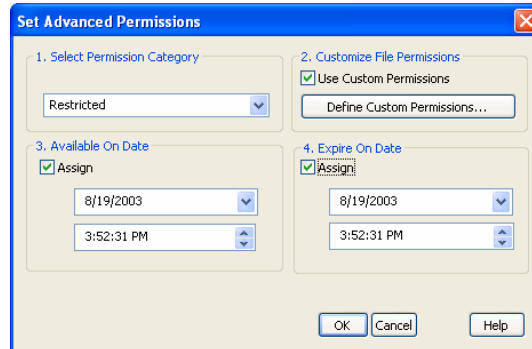 Set Advanced Permissions
1. Select Permission Category
Restricted
2. Customize File Permissions
Use Custom Permissions
Define Custom Permissions...
3. Available On Date
Assign
8/19/2003
3:52:31 PM
4. Expire On Date
Assign
8/19/2003
3:52:31 PM
OK
Cancel
Help